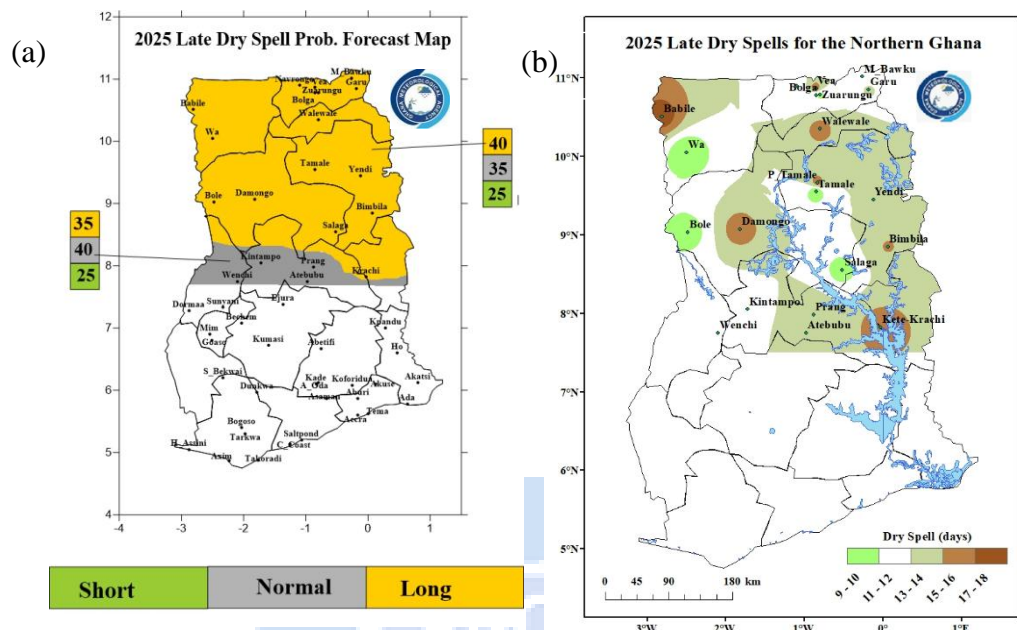 (a)
2025 Late Dry Spell Prob. Forecast Map
12
11
10
9
8
7
6
5
4
-4
-3
-2
-1
0
1
M_Bawku
Navrongo
Vea
Garu
Zuarungu
Bolga
Walewale
Babile
Wa
Tamale
Yendi
Bole
Damongo
Bimbila
Salaga
Kintampo
Prang
Krachi
Wenchi
Atebubu
Ejura
Dormaa
Sunyani
Bechem
Kpandu
Mim
Goaso
Kumasi
Abetifi
Ho
S_Bekwai
Dunkwa
Kade
A_Oda
Koforidua
Akuse
Akatsi
Asaman
Aburi
Ada
Tema
Accra
Bogoso
Tarkwa
Saltpond
C_Coast
Axim
Takoradi
40
35
25
35
40
25
Short
Normal
Long
(b)
2025 Late Dry Spells for the Northern Ghana
11°N
10°N
9°N
8°N
7°N
6°N
5°N
3°W
2°W
1°W
0°
1°E
M_Bawku
Vea
Garu
Bolga
Zuarungu
Babile
Walewale
Wa
P_Tamale
Tamale
Yendi
Bole
Damongo
Bimbila
Salaga
Kintampo
Prang
Kete-Krachi
Wenchi
Atebubu
Dry Spell (days)
9 - 10
11 - 12
13 - 14
15 - 16
17 - 18
0 45 90 180 km